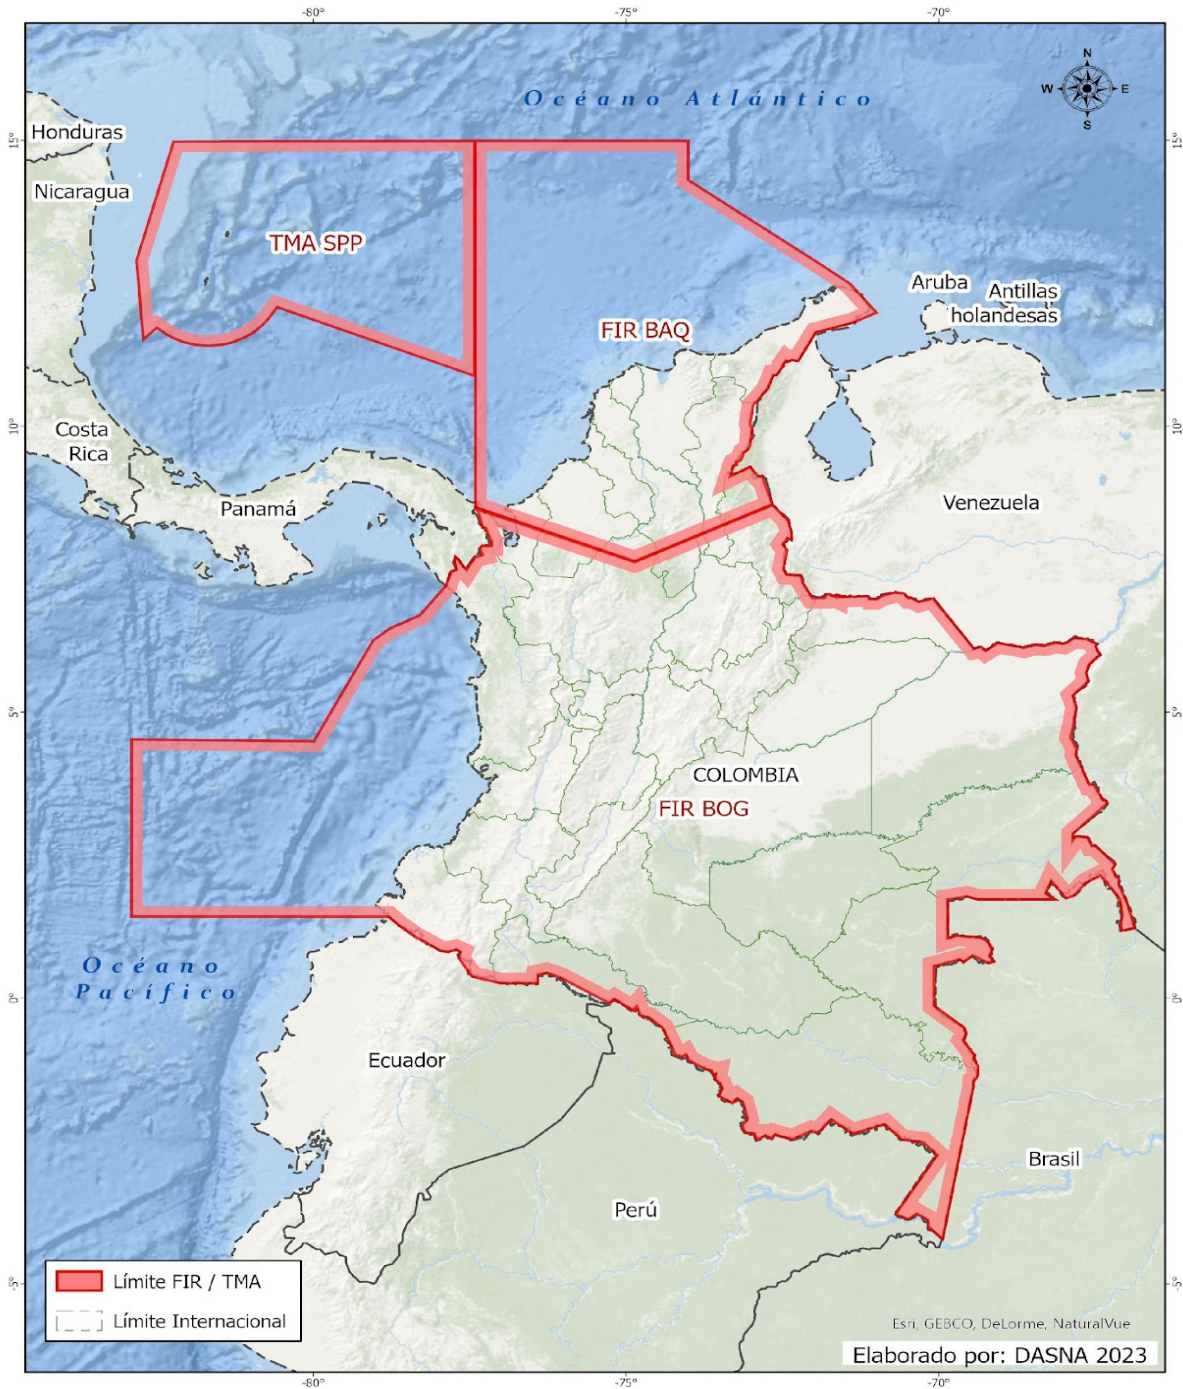 -80°
-75°
-70°
N
W
E
S
Océano Atlántico
Honduras
15°
15°
Nicaragua
TMA SPP
Aruba
Antillas
holandesas
FIR BAQ
10°
10°
Costa
Rica
Panamá
Venezuela
5°
5°
COLOMBIA
FIR BOG
Océano
Pacífico
0°
0°
Ecuador
Brasil
Perú
-5°
-5°
Límite FIR / TMA
Límite Internacional
Esri, GEBCO, DeLorme, NaturalVue
Elaborado por: DASNA 2023
-80°
-75°
-70°